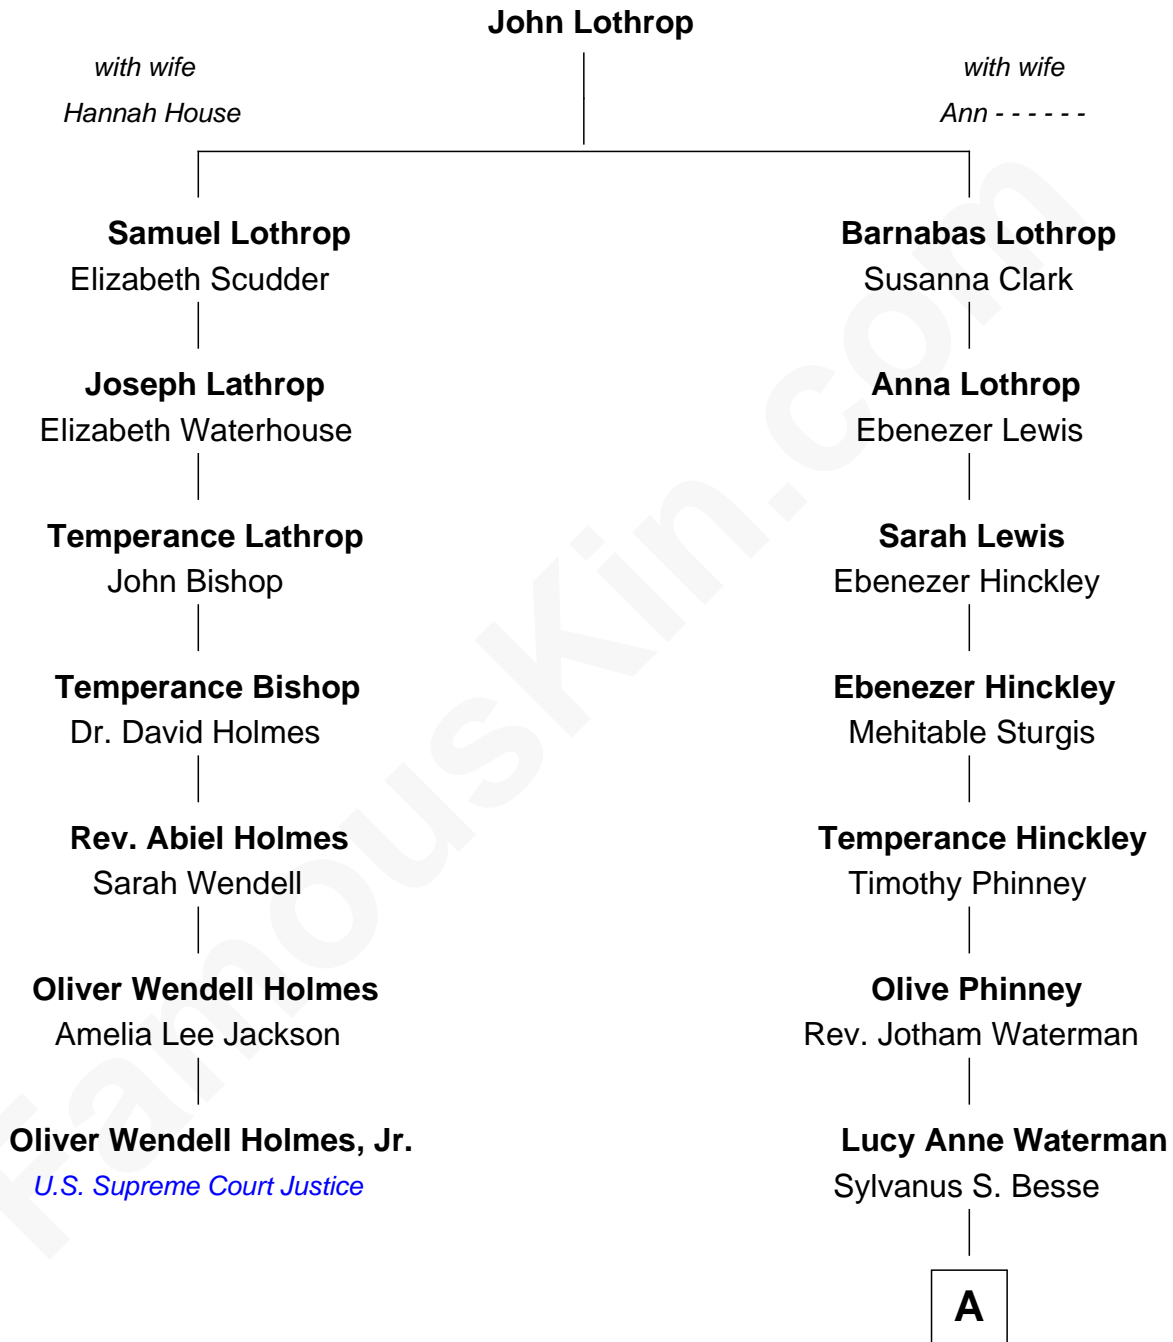 John Lothrop
with wife
Hannah House
with wife
Ann - - - - - -
Samuel Lothrop
Elizabeth Scudder
Barnabas Lothrop
Susanna Clark
Joseph Lathrop
Elizabeth Waterhouse
Anna Lothrop
Ebenezer Lewis
Temperance Lathrop
John Bishop
Sarah Lewis
Ebenezer Hinckley
Temperance Bishop
Dr. David Holmes
Ebenezer Hinckley
Mehitable Sturgis
Rev. Abiel Holmes
Sarah Wendell
Temperance Hinckley
Timothy Phinney
Oliver Wendell Holmes
Amelia Lee Jackson
Olive Phinney
Rev. Jotham Waterman
Oliver Wendell Holmes, Jr.
U.S. Supreme Court Justice
Lucy Anne Waterman
Sylvanus S. Besse
A
FamousKin.com